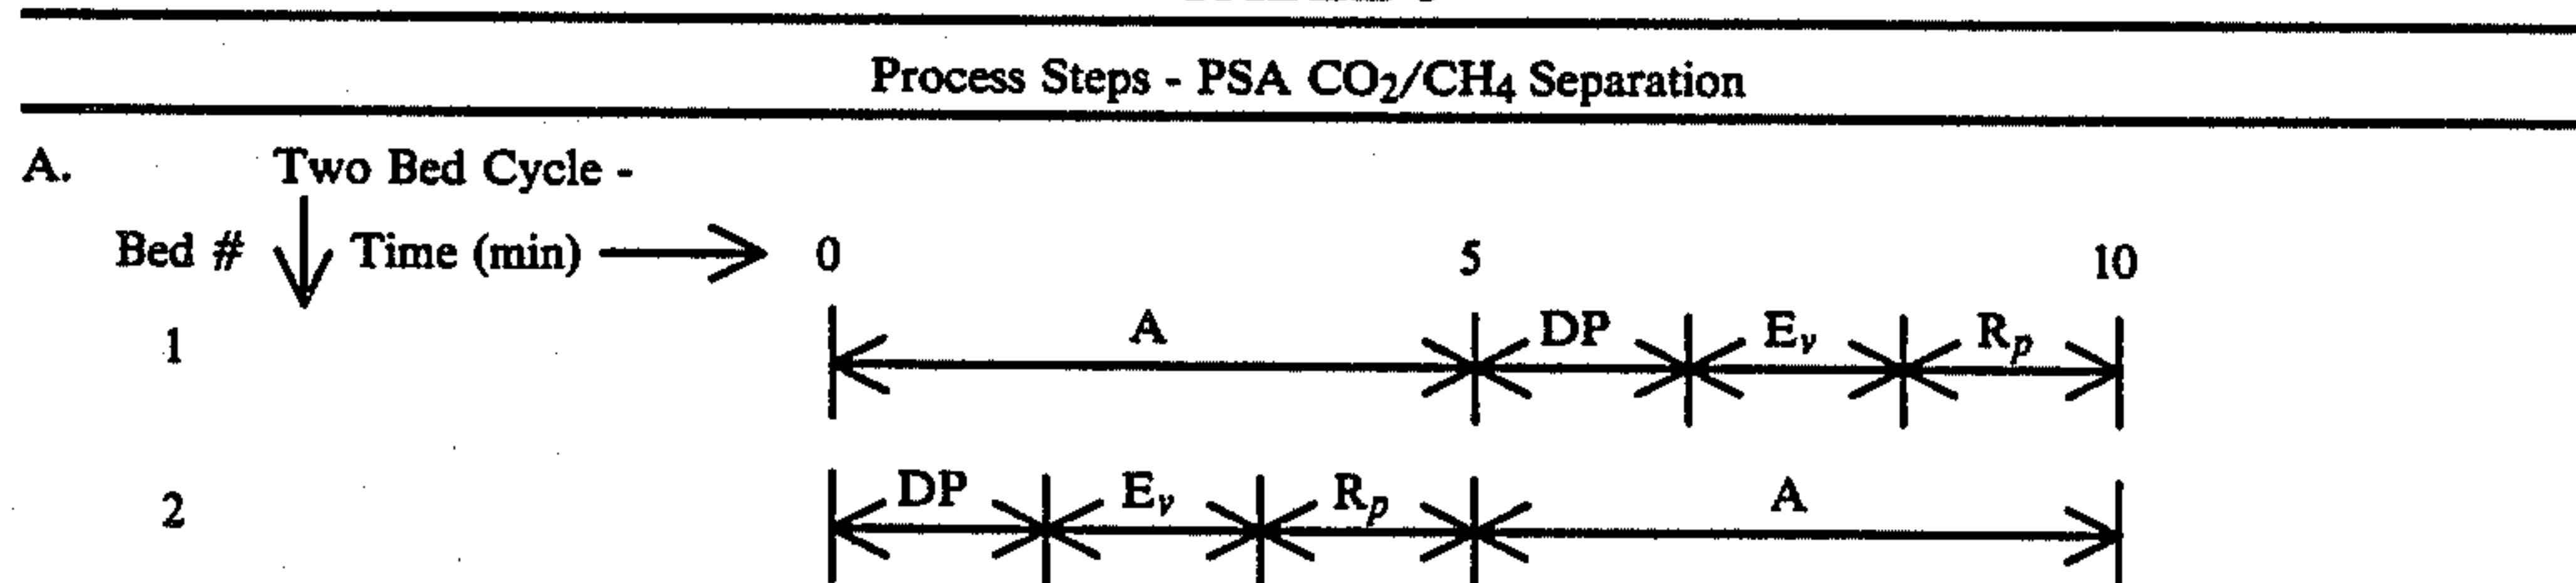 Process Steps - PSA CO₂/CH₄ Separation
A. Two Bed Cycle -
Bed # Time (min) 0 5 10
1 A DP Eᵥ Rₚ
2 DP Eᵥ Rₚ A